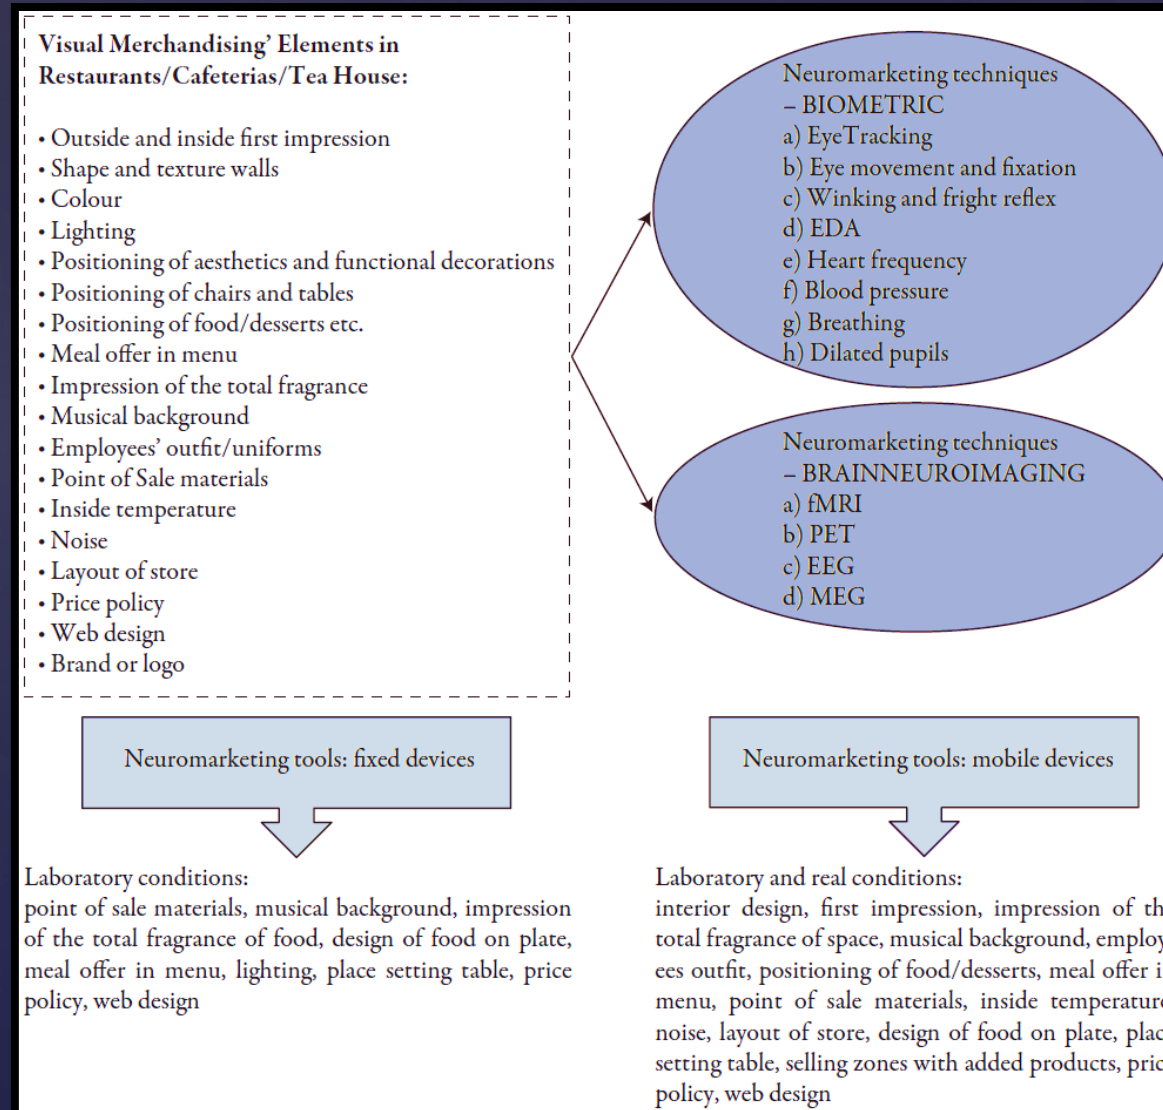 Visual Merchandising’ Elements in
Restaurants/Cafeterias/Tea House:
• Outside and inside first impression
• Shape and texture walls
• Colour
• Lighting
• Positioning of aesthetics and functional decorations
• Positioning of chairs and tables
• Positioning of food/desserts etc.
• Meal offer in menu
• Impression of the total fragrance
• Musical background
• Employees’ outfit/uniforms
• Point of Sale materials
• Inside temperature
• Noise
• Layout of store
• Price policy
• Web design
• Brand or logo
Neuromarketing techniques
– BIOMETRIC
a) EyeTracking
b) Eye movement and fixation
c) Winking and fright reflex
d) EDA
e) Heart frequency
f) Blood pressure
g) Breathing
h) Dilated pupils
Neuromarketing techniques
– BRAINNEUROIMAGING
a) fMRI
b) PET
c) EEG
d) MEG
Neuromarketing tools: fixed devices
Laboratory conditions:
point of sale materials, musical background, impression
of the total fragrance of food, design of food on plate,
meal offer in menu, lighting, place setting table, price
policy, web design
Neuromarketing tools: mobile devices
Laboratory and real conditions:
interior design, first impression, impression of th
total fragrance of space, musical background, employ
ees outfit, positioning of food/desserts, meal offer i
menu, point of sale materials, inside temperature
noise, layout of store, design of food on plate, plac
setting table, selling zones with added products, pric
policy, web design